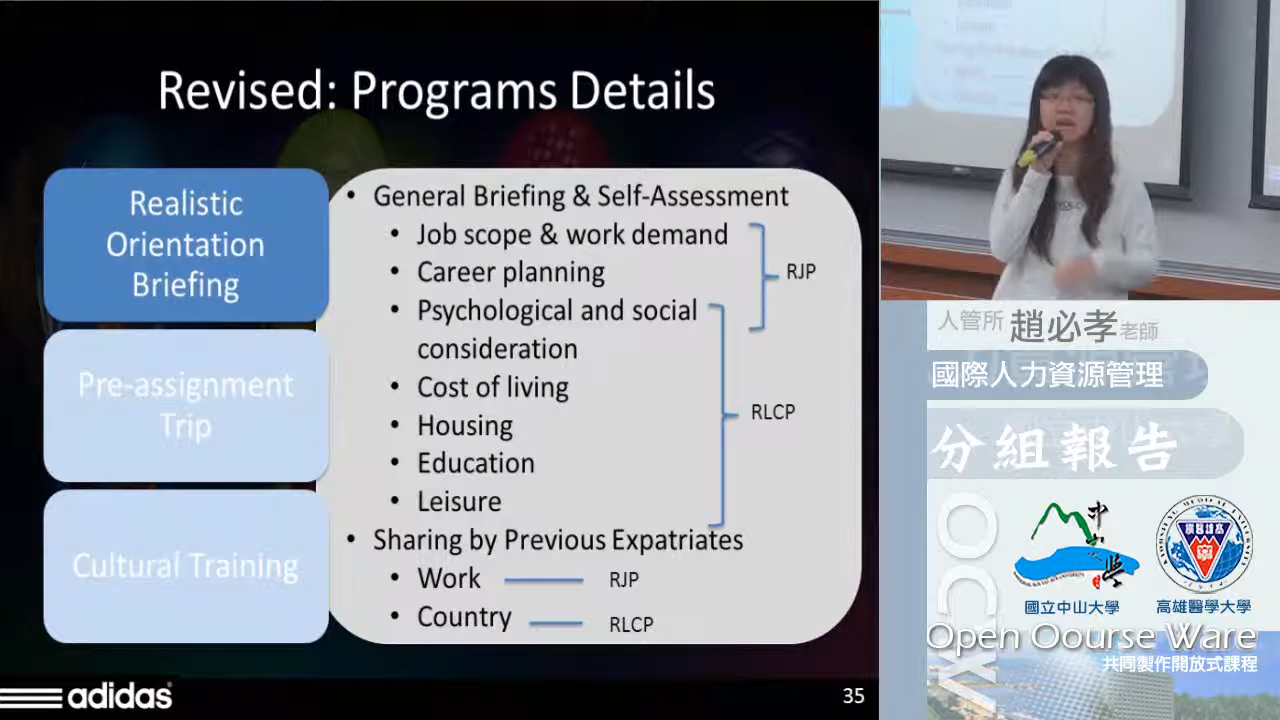 Revised: Programs Details
Realistic
Orientation
Briefing
Pre-assignment
Trip
Cultural Training
• General Briefing & Self-Assessment
• Job scope & work demand
• Career planning
• Psychological and social
consideration
• Cost of living
• Housing
• Education
• Leisure
RJP
RLCP
• Sharing by Previous Expatriates
• Work
RJP
• Country
RLCP
adidas
35
人管所 趙必孝老師
國際人力資源管理
分組報告
OCW
國立中山大學
高雄醫學大學
Open Oourse Ware
共同製作開放式課程